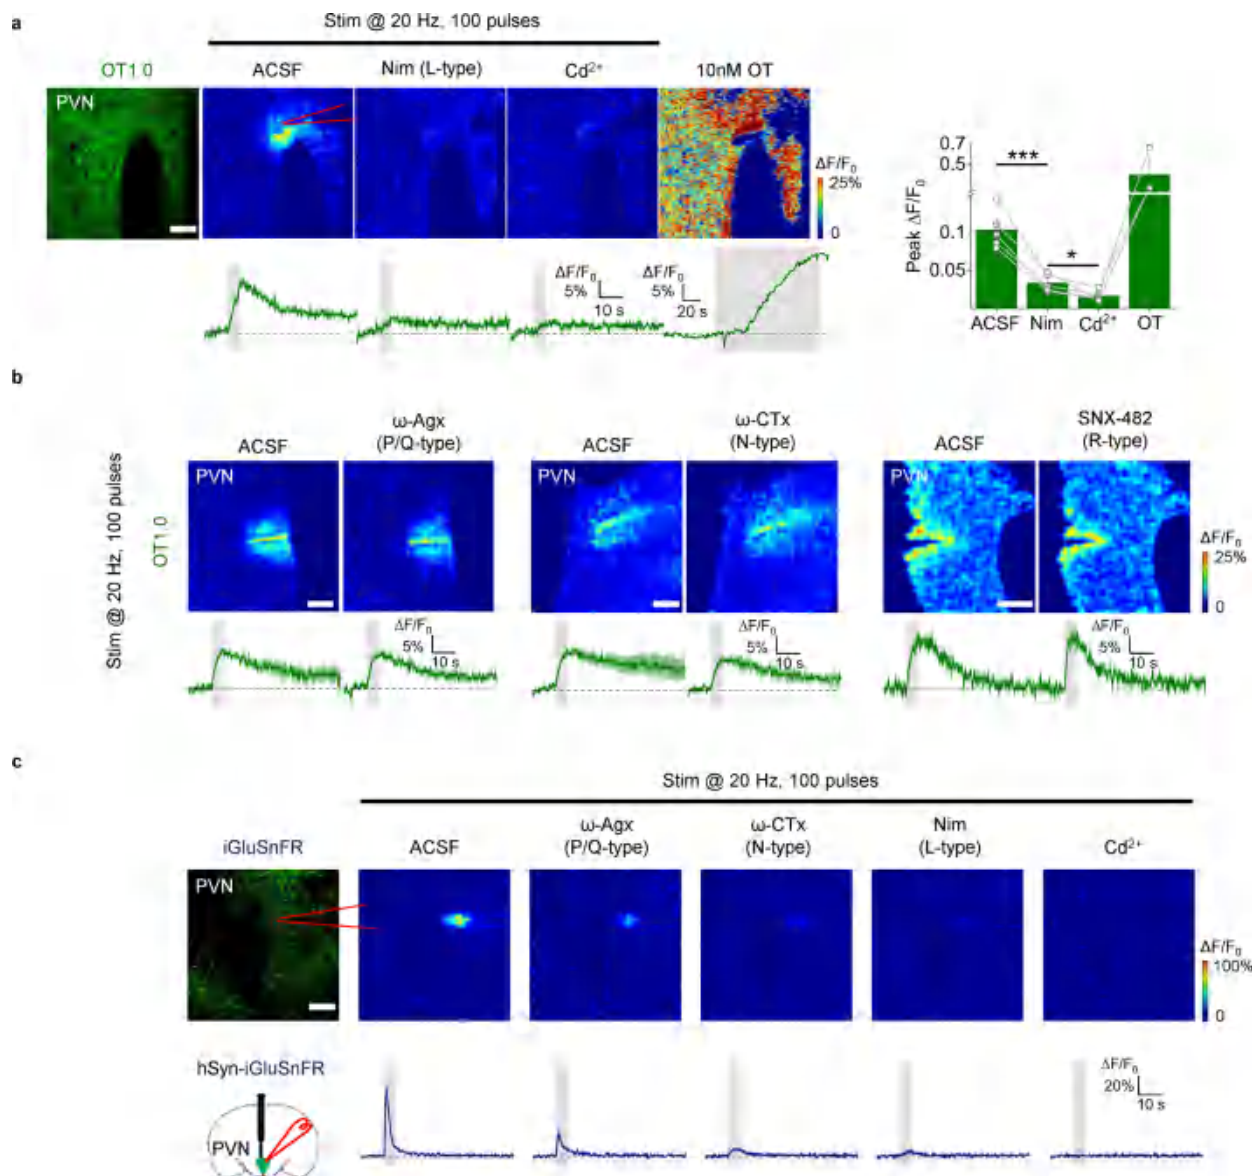 a
Stim @ 20 Hz, 100 pulses
OT1.0
ACSF
Nim (L-type)
Cd²⁺
10nM OT
PVN
ΔF/F₀
25%
0
ΔF/F₀
5%
10 s
ΔF/F₀
5%
20 s
Peak ΔF/F₀
0.7
0.5
0.1
0.05
***
*
ACSF
Nim
Cd²⁺
OT
b
Stim @ 20 Hz, 100 pulses
OT1.0
ACSF
ω-Agx
(P/Q-type)
ACSF
ω-CTx
(N-type)
ACSF
SNX-482
(R-type)
PVN
PVN
PVN
ΔF/F₀
25%
0
ΔF/F₀
5%
10 s
ΔF/F₀
5%
10 s
ΔF/F₀
5%
10 s
c
Stim @ 20 Hz, 100 pulses
iGluSnFR
ACSF
ω-Agx
(P/Q-type)
ω-CTx
(N-type)
Nim
(L-type)
Cd²⁺
PVN
ΔF/F₀
100%
0
hSyn-iGluSnFR
PVN
ΔF/F₀
20%
10 s